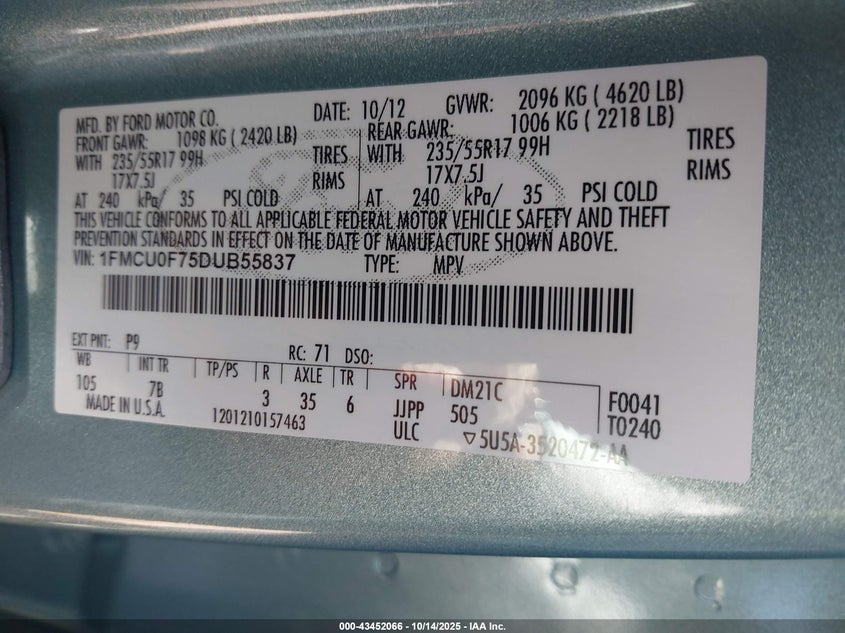 MFD. BY FORD MOTOR CO. DATE: 10/12 GVWR: 2096 KG ( 4620 LB)
FRONT GAWR: 1098 KG ( 2420 LB) REAR GAWR: 1006 KG ( 2218 LB)
WITH 235/55R17 99H TIRES WITH 235/55R17 99H TIRES
17X7.5J RIMS 17X7.5J RIMS
AT 240 kPa/ 35 PSI COLD AT 240 kPa/ 35 PSI COLD
THIS VEHICLE CONFORMS TO ALL APPLICABLE FEDERAL MOTOR VEHICLE SAFETY AND THEFT
PREVENTION STANDARDS IN EFFECT ON THE DATE OF MANUFACTURE SHOWN ABOVE.
VIN: 1FMCU0F75DUB55837 TYPE: MPV
EXT PNT: P9 RC: 71 DSO:
WB INT TR TP/PS R AXLE TR SPR DM21C F0041
105 7B 3 35 6 JJPP 505 T0240
MADE IN U.S.A. 1201210157463 ULC ▽5U5A-3520472-AA
000-43452066 - 10/14/2025 - IAA Inc.